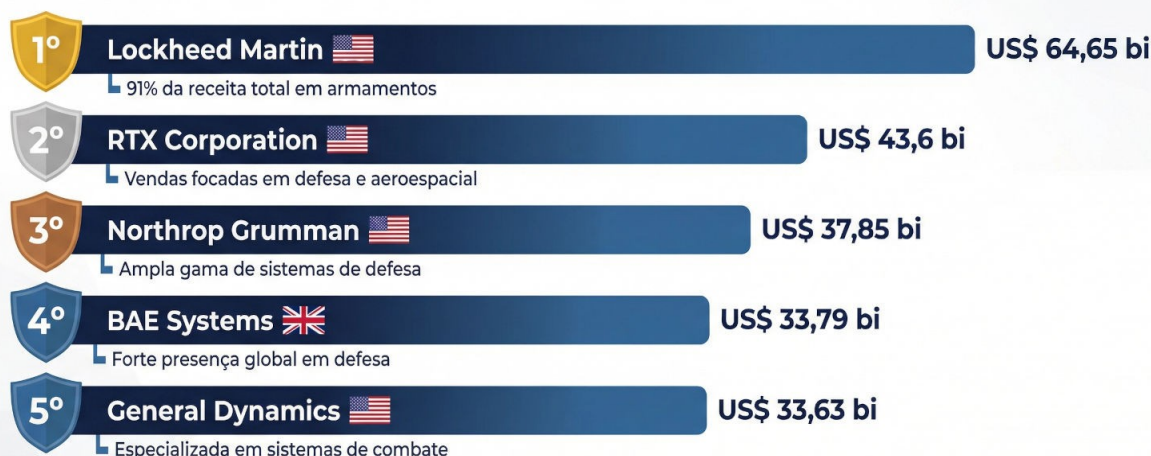 1º Lockheed Martin US$ 64,65 bi
91% da receita total em armamentos
2º RTX Corporation US$ 43,6 bi
Vendas focadas em defesa e aeroespacial
3º Northrop Grumman US$ 37,85 bi
Ampla gama de sistemas de defesa
4º BAE Systems US$ 33,79 bi
Forte presença global em defesa
5º General Dynamics US$ 33,63 bi
Especializada em sistemas de combate